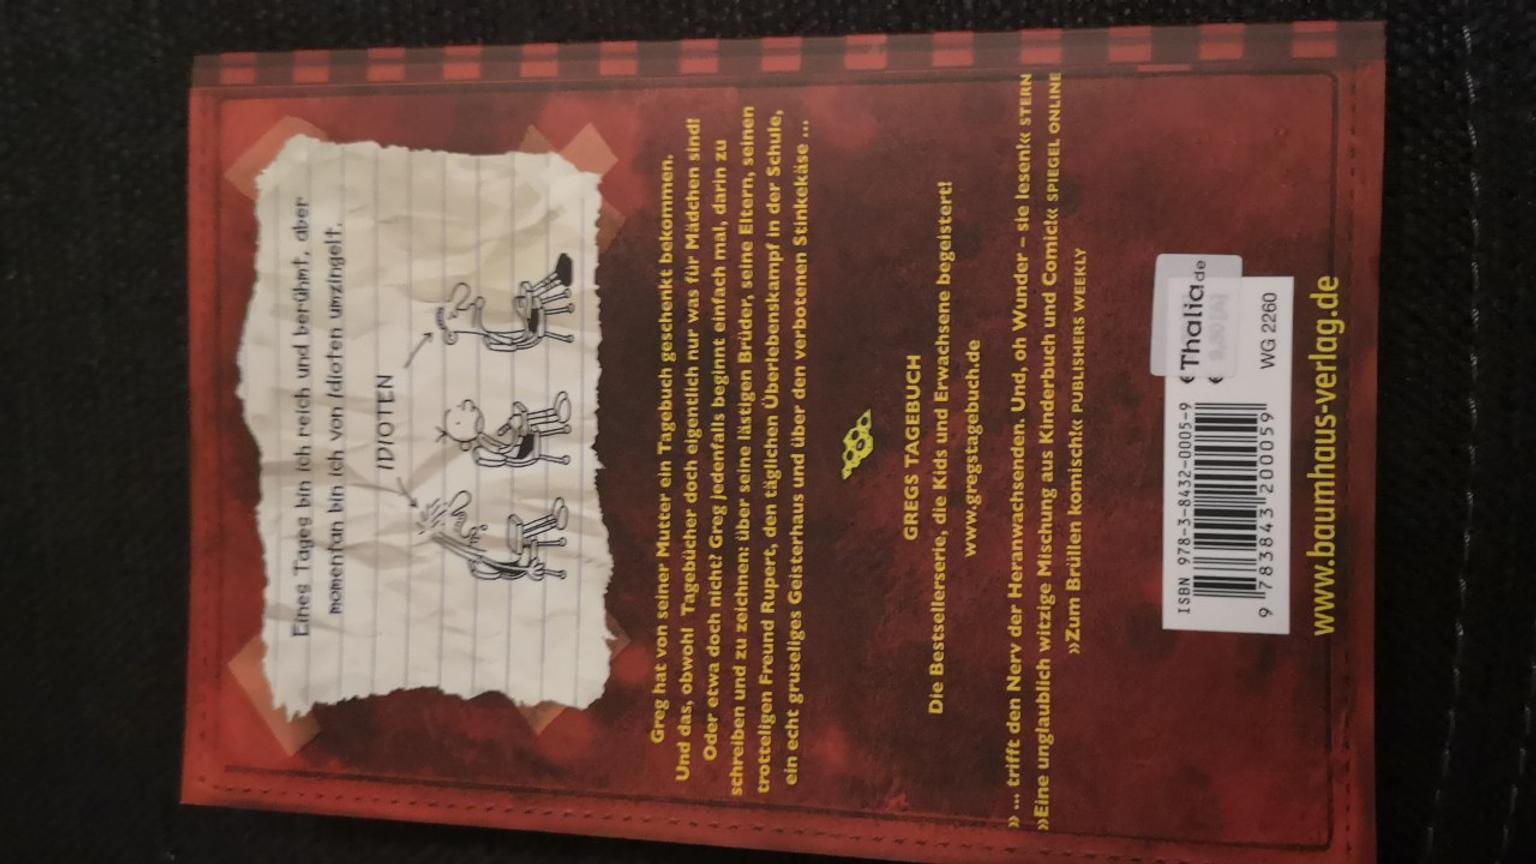 Eines Tages bin ich reich und berühmt, aber
momentan bin ich von Idioten umzingelt.
IDIOTEN
Greg hat von seiner Mutter ein Tagebuch geschenkt bekommen.
Und das, obwohl Tagebücher doch eigentlich nur was für Mädchen sind!
Oder etwa doch nicht? Greg jedenfalls beginnt einfach mal, darin zu
schreiben und zu zeichnen: über seine lästigen Brüder, seine Eltern, seinen
trotteligen Freund Rupert, den täglichen Überlebenskampf in der Schule,
ein echt gruseliges Geisterhaus und über den verbotenen Stinkekäse ...
GREGS TAGEBUCH
Die Bestsellerserie, die Kids und Erwachsene begeistert!
www.gregstagebuch.de
» ... trifft den Nerv der Heranwachsenden. Und, oh Wunder – sie lesen!« STERN
»Eine unglaublich witzige Mischung aus Kinderbuch und Comic!« SPIEGEL ONLINE
»Zum Brüllen komisch!« PUBLISHERS WEEKLY
ISBN 978-3-8432-0005-9
€
€
Thalia.de
9 783843 200059
WG 2260
www.baumhaus-verlag.de